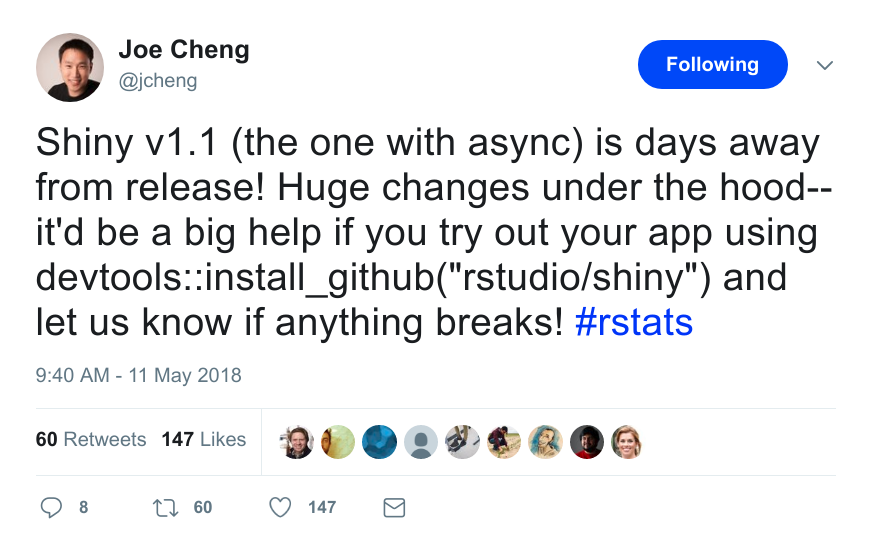 Joe Cheng
@jcheng
Following
Shiny v1.1 (the one with async) is days away
from release! Huge changes under the hood--
it'd be a big help if you try out your app using
devtools::install_github("rstudio/shiny") and
let us know if anything breaks! #rstats
9:40 AM - 11 May 2018
60 Retweets 147 Likes
8 60 147